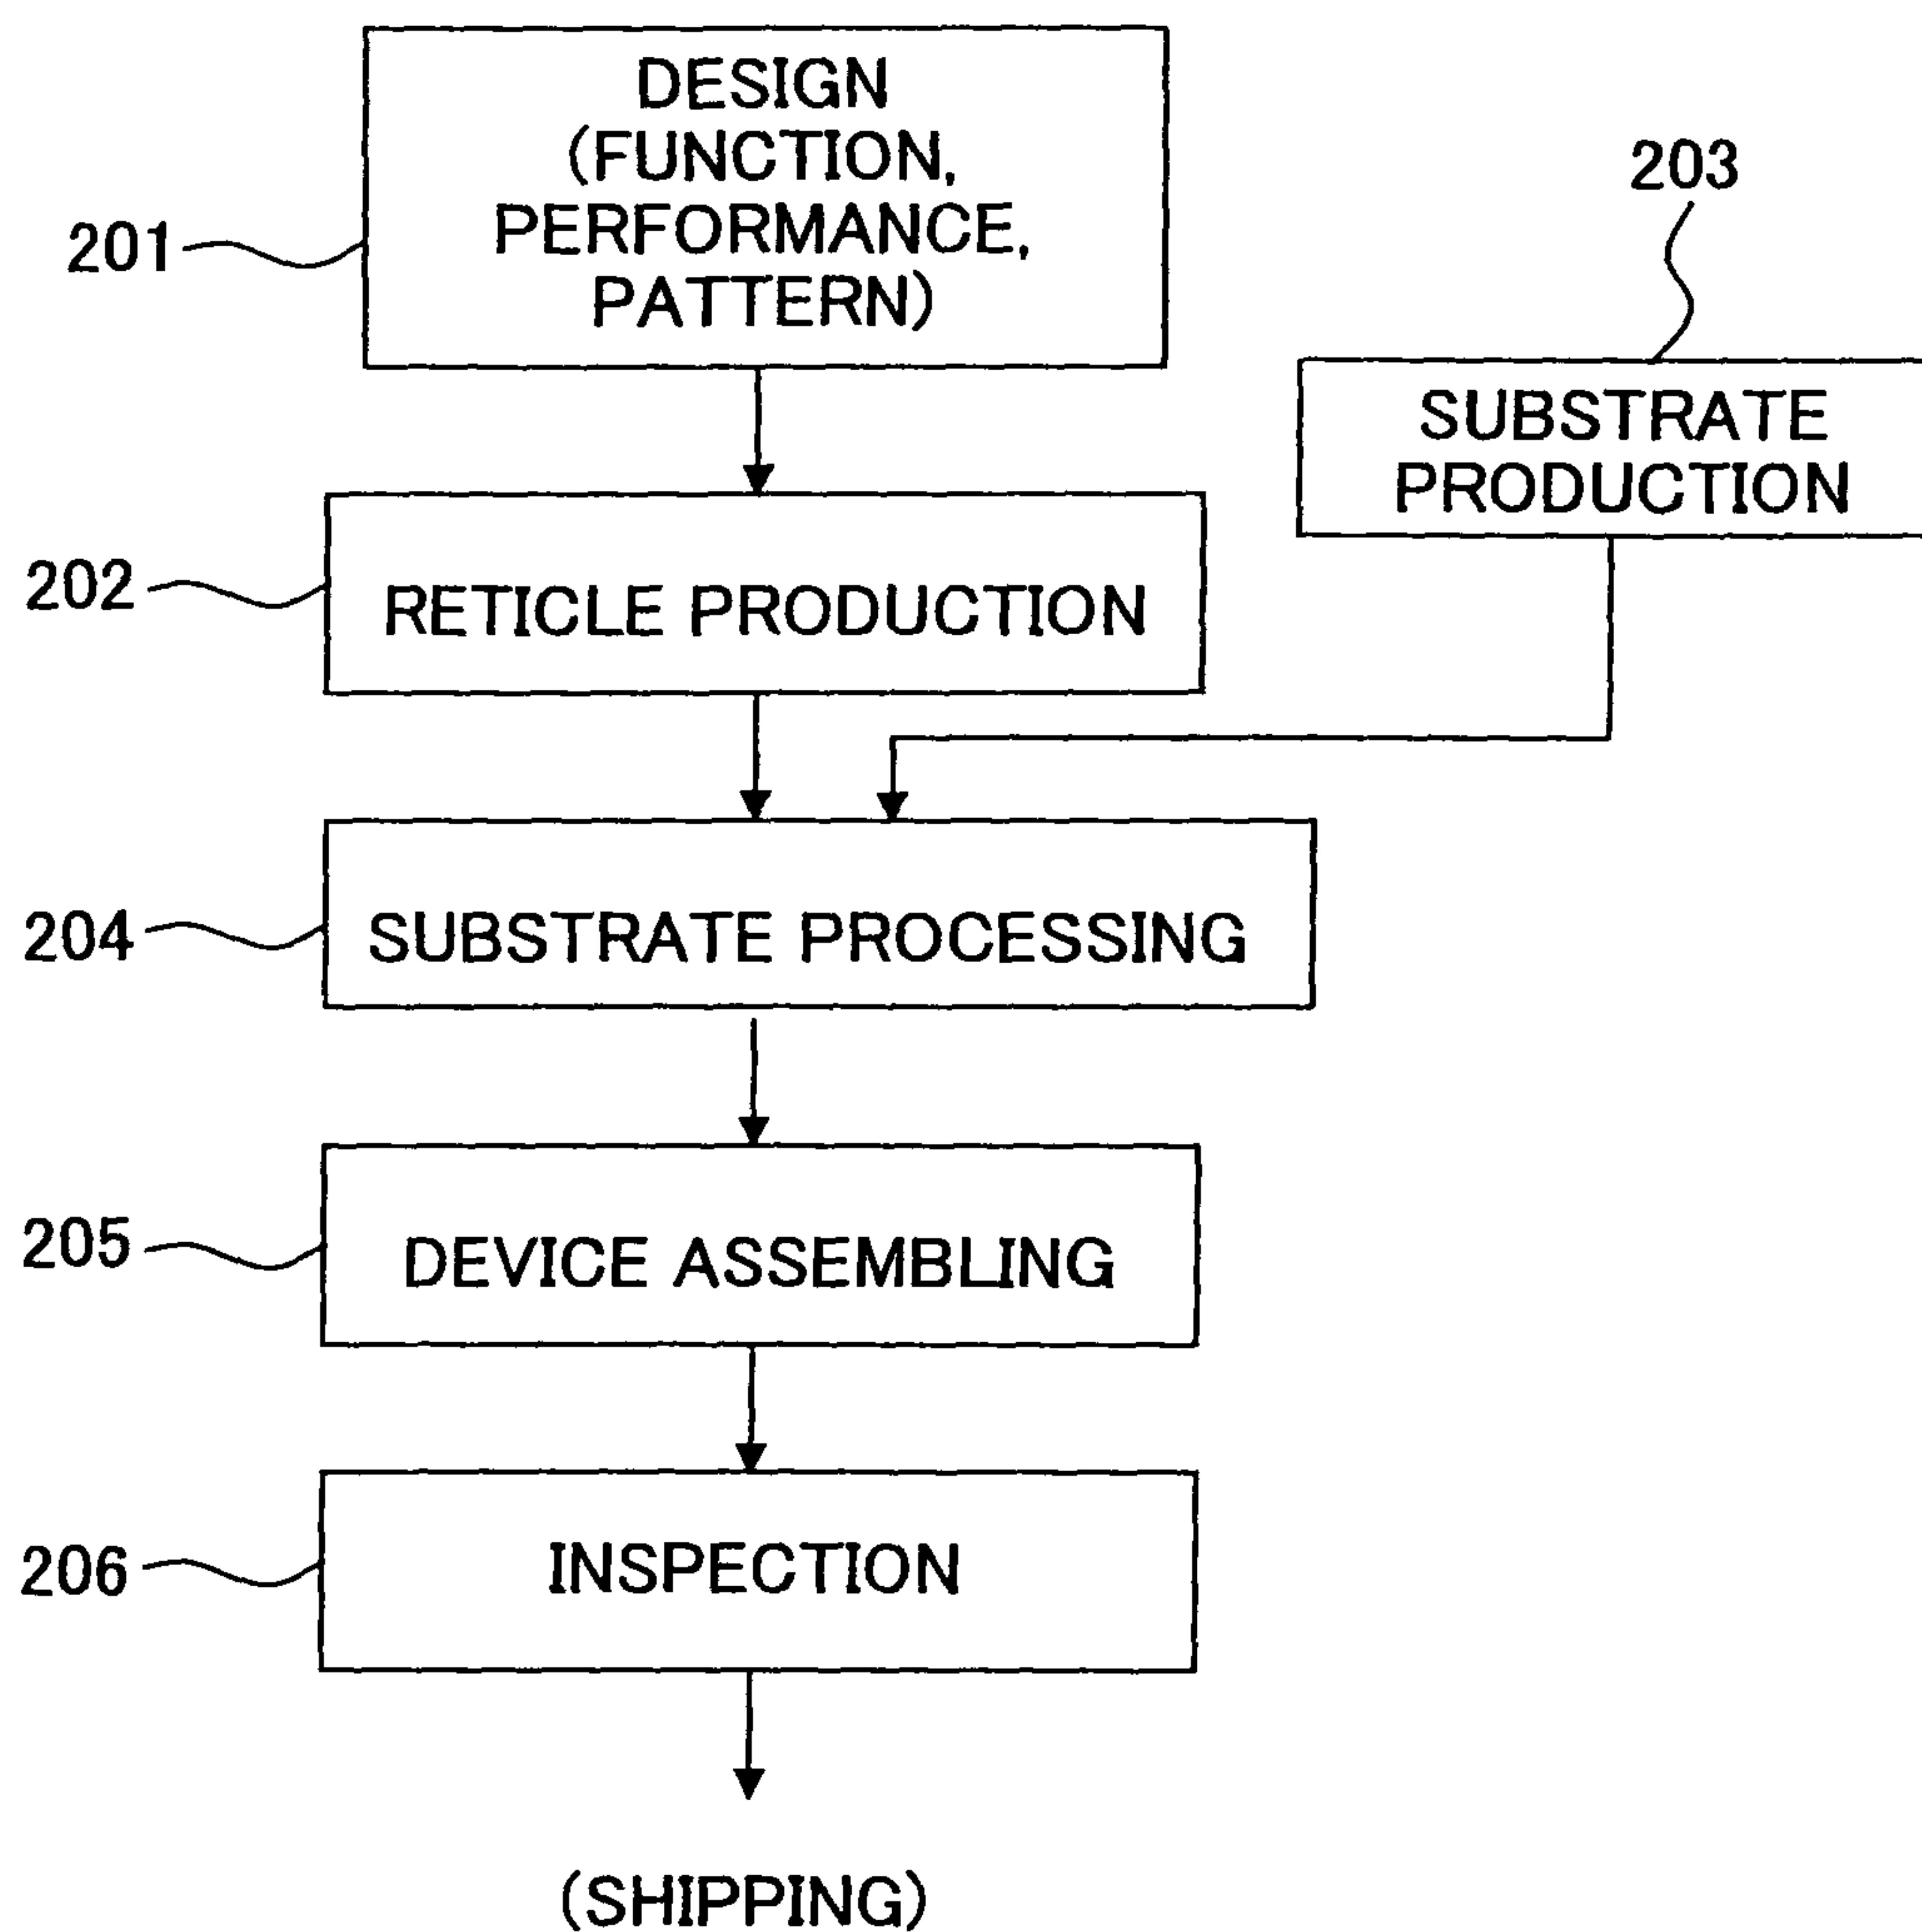 DESIGN
(FUNCTION,
PERFORMANCE,
PATTERN)
201
203
SUBSTRATE
PRODUCTION
202
RETICLE PRODUCTION
204
SUBSTRATE PROCESSING
205
DEVICE ASSEMBLING
206
INSPECTION
(SHIPPING)